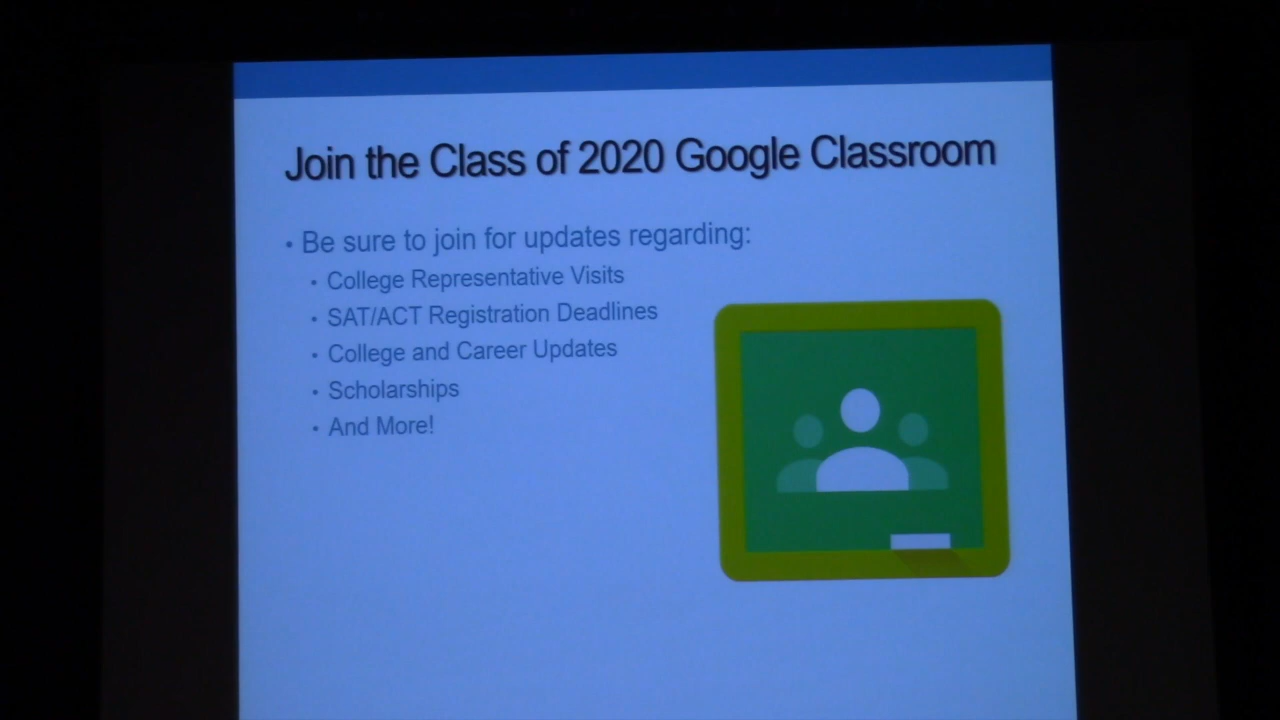 Join the Class of 2020 Google Classroom
• Be sure to join for updates regarding:
• College Representative Visits
• SAT/ACT Registration Deadlines
• College and Career Updates
• Scholarships
• And More!